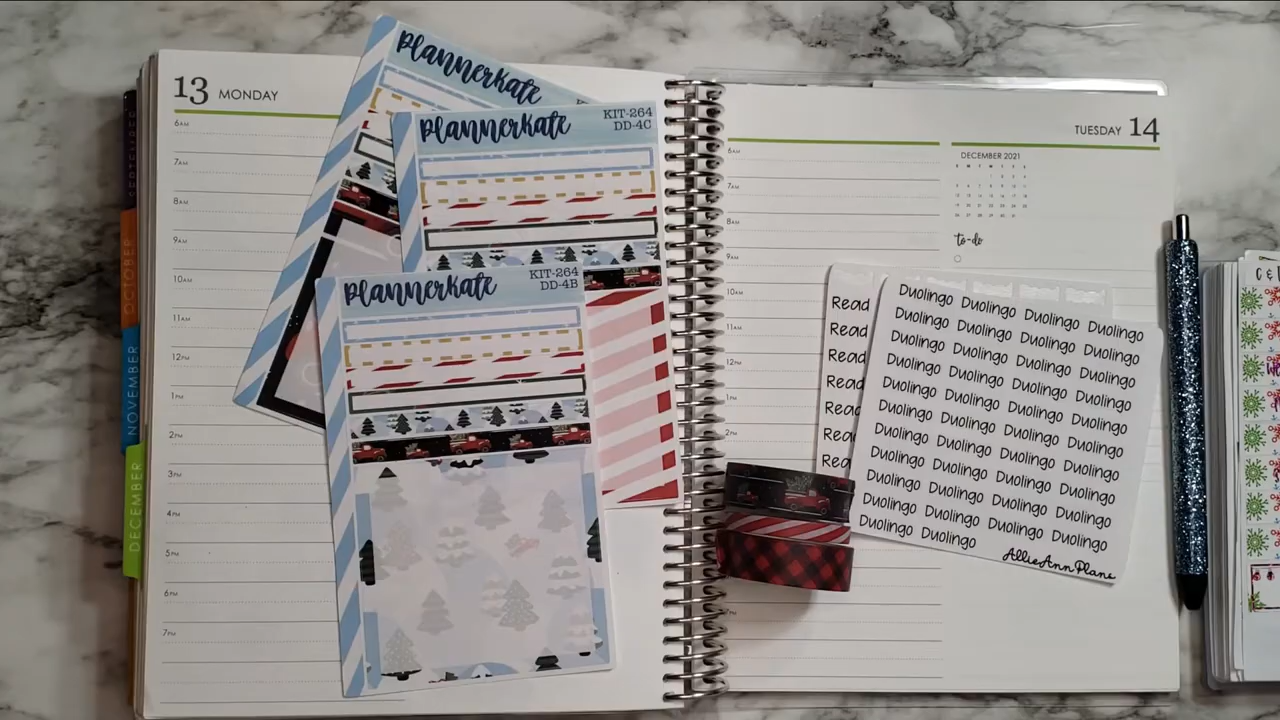 13 MONDAY
6AM
7AM
8AM
9AM
10AM
11AM
12PM
1PM
2PM
3PM
4PM
5PM
6PM
7PM
SEPTEMBER
OCTOBER
NOVEMBER
DECEMBER
PlannerKate
PlannerKate
KIT-264
DD-4C
PlannerKate
KIT-264
DD-4B
TUESDAY 14
6AM
7AM
8AM
9AM
10AM
11AM
12PM
1PM
2PM
7PM
DECEMBER 2021
S M T W T F S
to-do
Read
Read
Read
Read
Duolingo Duolingo Duolingo Duolingo
Duolingo Duolingo Duolingo Duolingo
Duolingo Duolingo Duolingo Duolingo
Duolingo Duolingo Duolingo Duolingo
Duolingo Duolingo Duolingo Duolingo
Duolingo Duolingo Duolingo Duolingo
Duolingo Duolingo Duolingo Duolingo
Duolingo Duolingo Duolingo Duolingo
Duolingo Duolingo Duolingo Duolingo
Duolingo Duolingo Duolingo Duolingo
Duolingo Duolingo
AllieAnnPlans